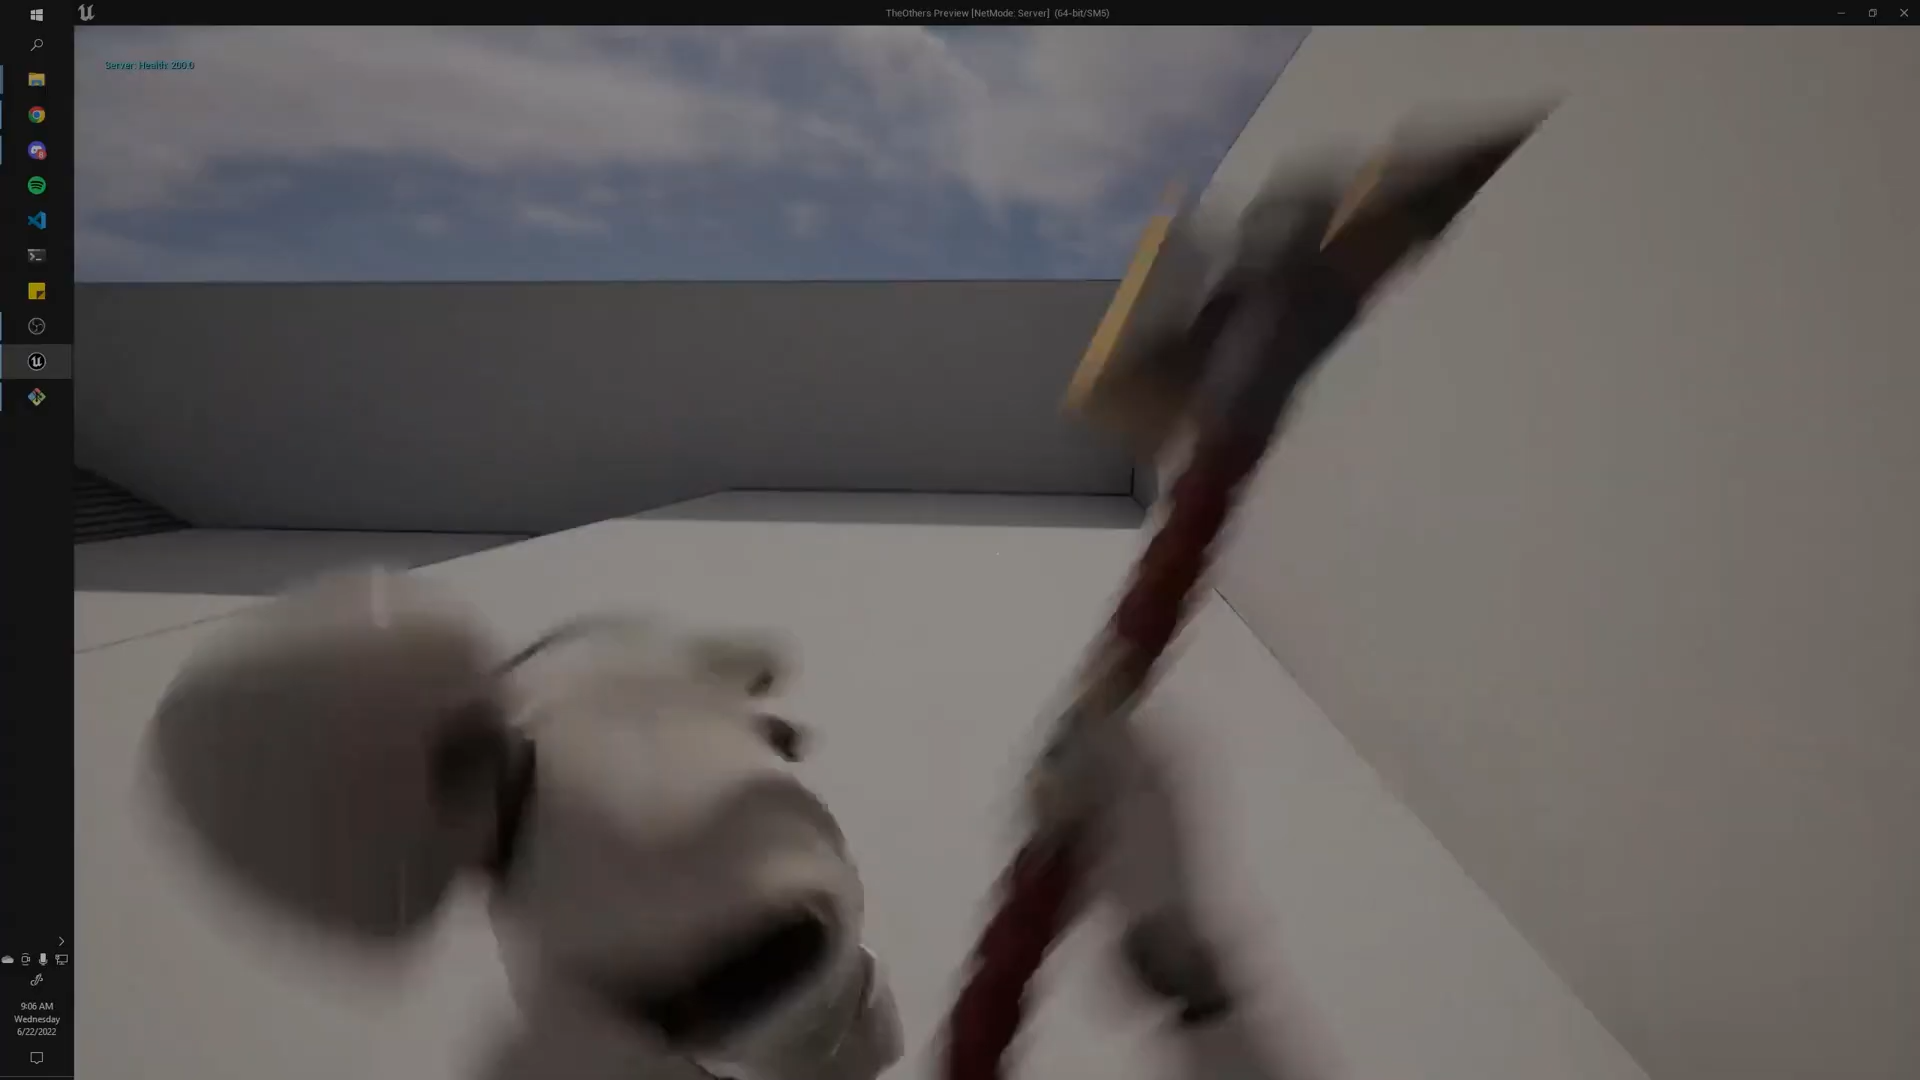 TheOthers Preview [NetMode: Server] (64-bit/SM5)
Server: Health: 200.0
9:06 AM
Wednesday
6/22/2022